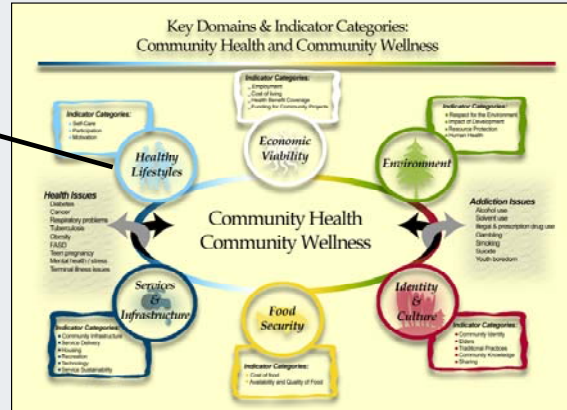 Key Domains & Indicator Categories:
Community Health and Community Wellness
Indicator Categories:
Employment
Cost of living
Health Benefit Coverage
Funding for Community Projects
Indicator Categories:
Self-Care
Participation
Motivation
Indicator Categories:
Respect for the Environment
Impact of Development
Resource Protection
Human Health
Healthy
Lifestyles
Economic
Viability
Environment
Health Issues
Diabetes
Cancer
Respiratory problems
Tuberculosis
Obesity
FASD
Teen pregnancy
Mental health / stress
Terminal illness issues
Community Health
Community Wellness
Addiction Issues
Alcohol use
Solvent use
Illegal & prescription drug use
Gambling
Smoking
Suicide
Youth boredom
Services
&
Infrastructure
Food
Security
Identity
&
Culture
Indicator Categories:
Community Infrastructure
Service Delivery
Housing
Recreation
Technology
Service Sustainability
Indicator Categories:
Cost of food
Availability and Quality of Food
Indicator Categories:
Community Identity
Elders
Traditional Practices
Community Knowledge
Sharing